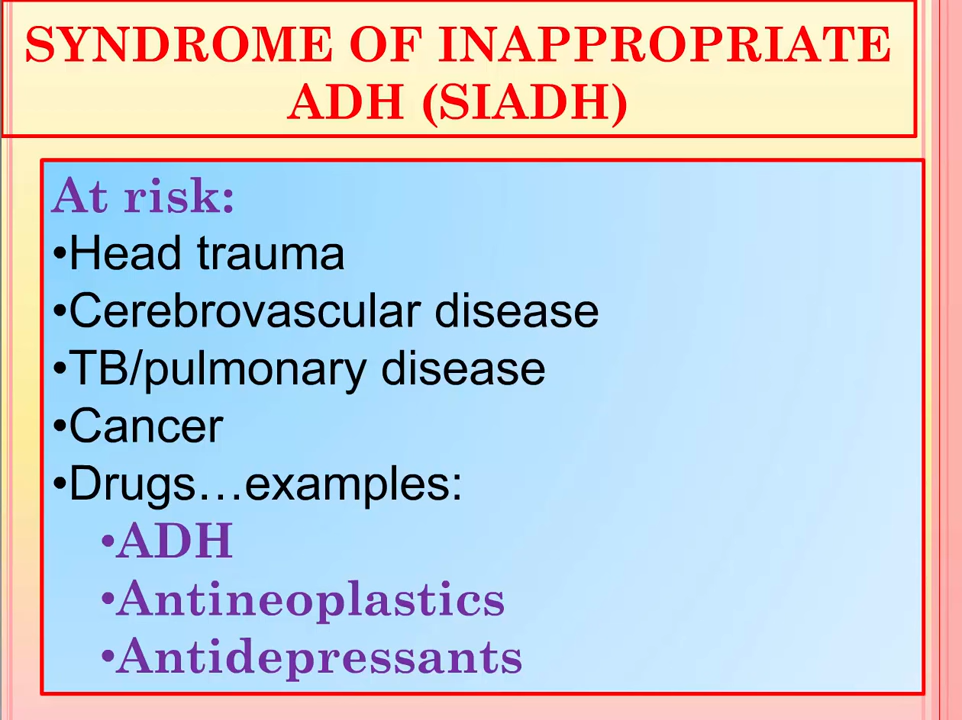 SYNDROME OF INAPPROPRIATE
ADH (SIADH)
At risk:
•Head trauma
•Cerebrovascular disease
•TB/pulmonary disease
•Cancer
•Drugs…examples:
•ADH
•Antineoplastics
•Antidepressants